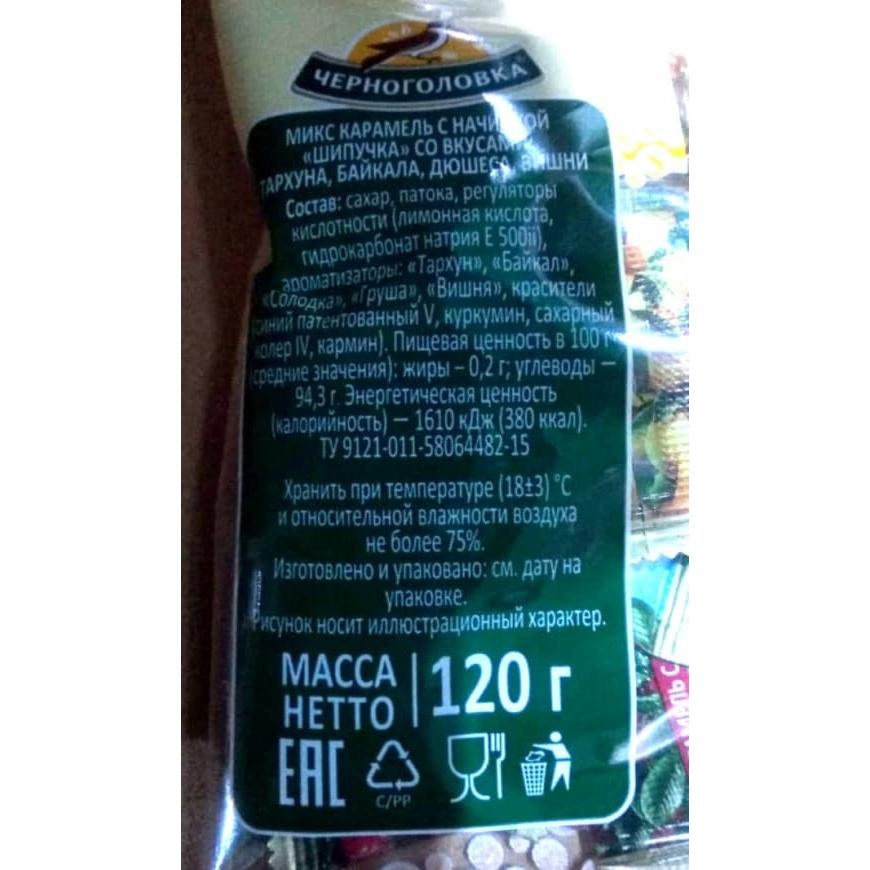 ЧЕРНОГОЛОВКА
МИКС КАРАМЕЛЬ С НАЧИНКОЙ
«ШИПУЧКА» СО ВКУСАМИ
ТАРХУНА, БАЙКАЛА, ДЮШЕСА, ВИШНИ
Состав: сахар, патока, регуляторы
кислотности (лимонная кислота,
гидрокарбонат натрия Е 500ii),
ароматизаторы: «Тархун», «Байкал»,
«Солодка», «Груша», «Вишня», красители
(синий патентованный V, куркумин, сахарный
колер IV, кармин). Пищевая ценность в 100 г
(средние значения): жиры – 0,2 г; углеводы —
94,3 г. Энергетическая ценность
(калорийность) — 1610 кДж (380 ккал).
ТУ 9121-011-58064482-15
Хранить при температуре (18±3) °С
и относительной влажности воздуха
не более 75%.
Изготовлено и упаковано: см. дату на
упаковке.
Рисунок носит иллюстрационный характер.
МАССА
НЕТТО
120 г
ЕАС
C/PP